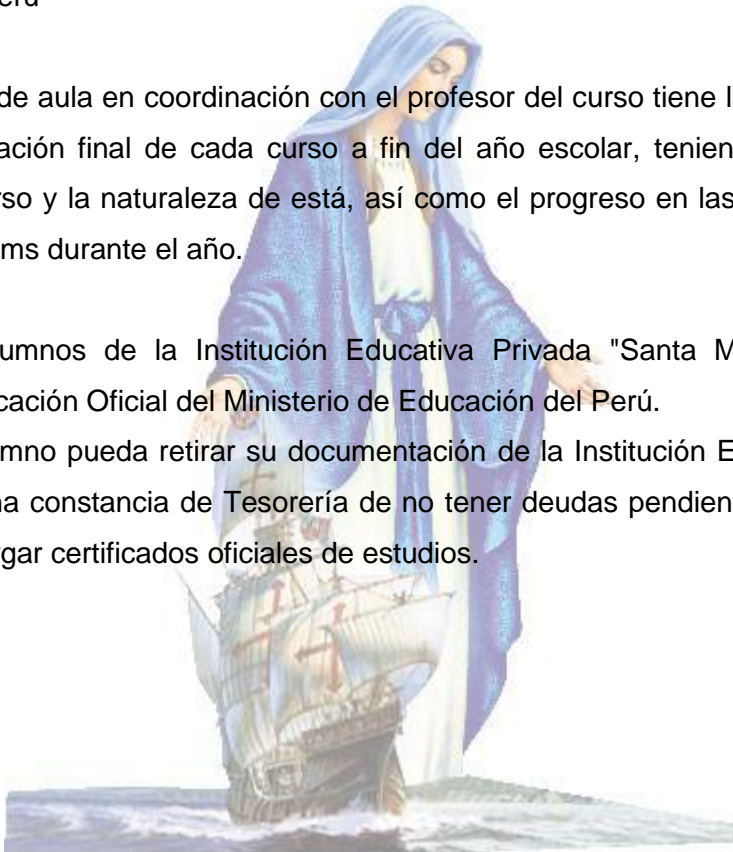 de aula en coordinación con el profesor del curso tiene l
ación final de cada curso a fin del año escolar, tenien
rso y la naturaleza de está, así como el progreso en las
ms durante el año.
umnos de la Institución Educativa Privada "Santa M
cación Oficial del Ministerio de Educación del Perú.
mno pueda retirar su documentación de la Institución E
na constancia de Tesorería de no tener deudas pendient
gar certificados oficiales de estudios.